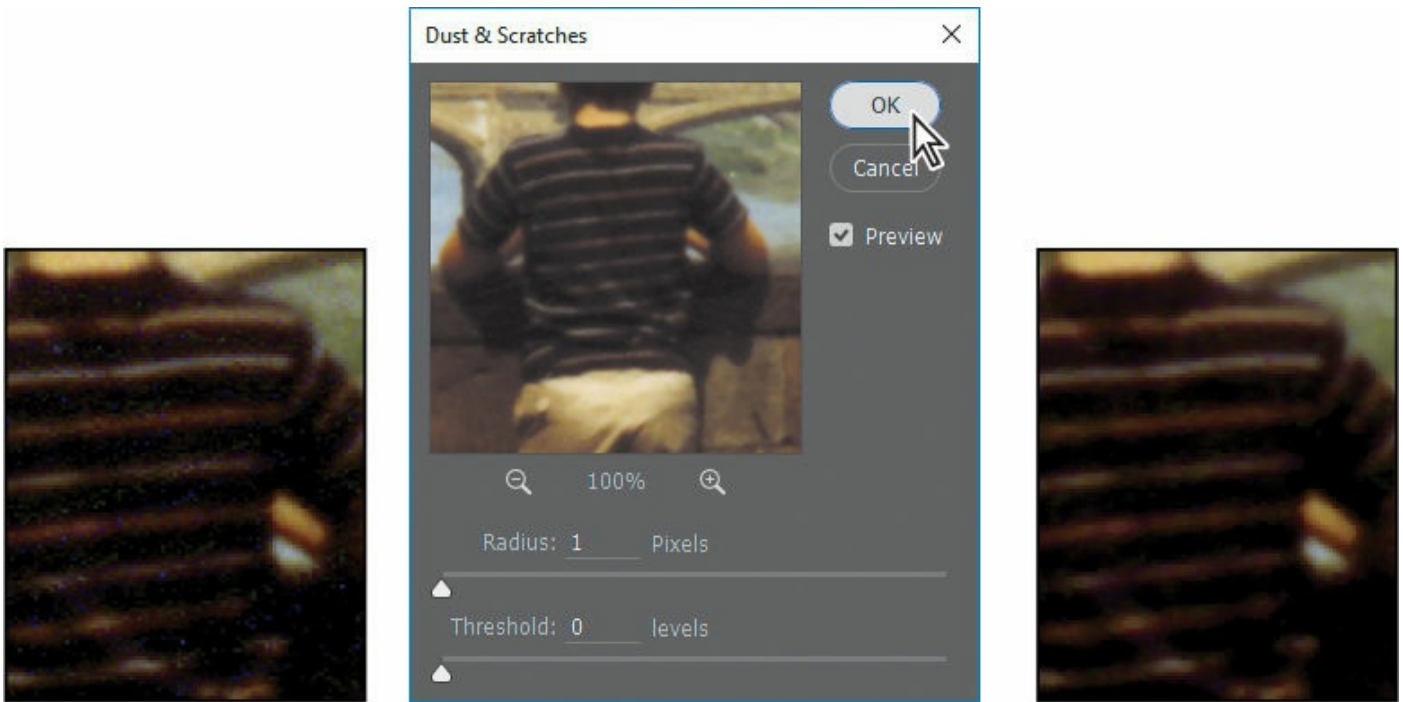 Dust & Scratches
OK
Cancel
Preview
100%
Radius: 1 Pixels
Threshold: 0 levels